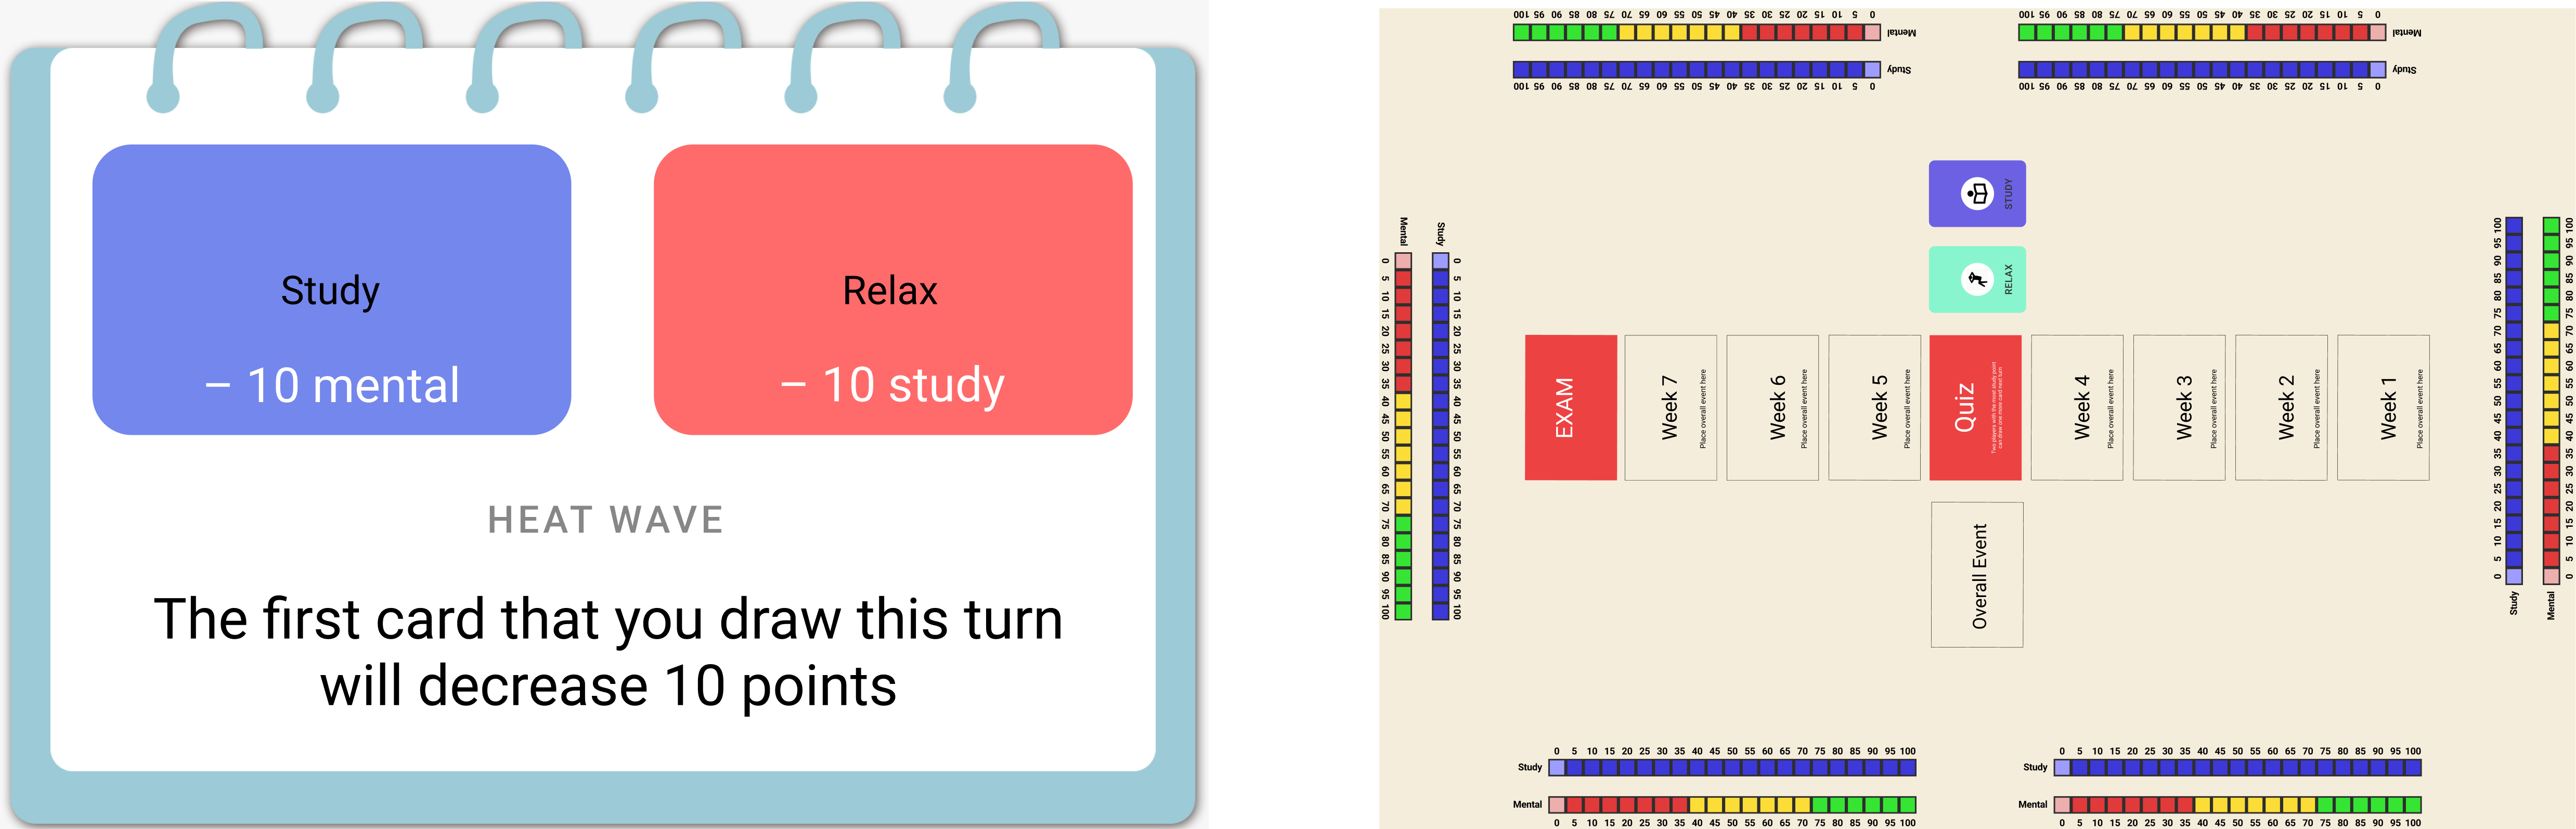 Study
– 10 mental
Relax
– 10 study
HEAT WAVE
The first card that you draw this turn
will decrease 10 points
100 95 90 85 80 75 70 65 60 55 50 45 40 35 30 25 20 15 10 5 0
Mental
Study
100 95 90 85 80 75 70 65 60 55 50 45 40 35 30 25 20 15 10 5 0
100 95 90 85 80 75 70 65 60 55 50 45 40 35 30 25 20 15 10 5 0
Mental
Study
100 95 90 85 80 75 70 65 60 55 50 45 40 35 30 25 20 15 10 5 0
Mental
0 5 10 15 20 25 30 35 40 45 50 55 60 65 70 75 80 85 90 95 100
Study
0 5 10 15 20 25 30 35 40 45 50 55 60 65 70 75 80 85 90 95 100
STUDY
RELAX
EXAM
Week 7
Place overall event here
Week 6
Place overall event here
Week 5
Place overall event here
Quiz
Two players with the most study point
can draw one more card next turn
Week 4
Place overall event here
Week 3
Place overall event here
Week 2
Place overall event here
Week 1
Place overall event here
Overall Event
Study
0 5 10 15 20 25 30 35 40 45 50 55 60 65 70 75 80 85 90 95 100
Mental
0 5 10 15 20 25 30 35 40 45 50 55 60 65 70 75 80 85 90 95 100
0 5 10 15 20 25 30 35 40 45 50 55 60 65 70 75 80 85 90 95 100
Study
Mental
0 5 10 15 20 25 30 35 40 45 50 55 60 65 70 75 80 85 90 95 100
0 5 10 15 20 25 30 35 40 45 50 55 60 65 70 75 80 85 90 95 100
Study
Mental
0 5 10 15 20 25 30 35 40 45 50 55 60 65 70 75 80 85 90 95 100